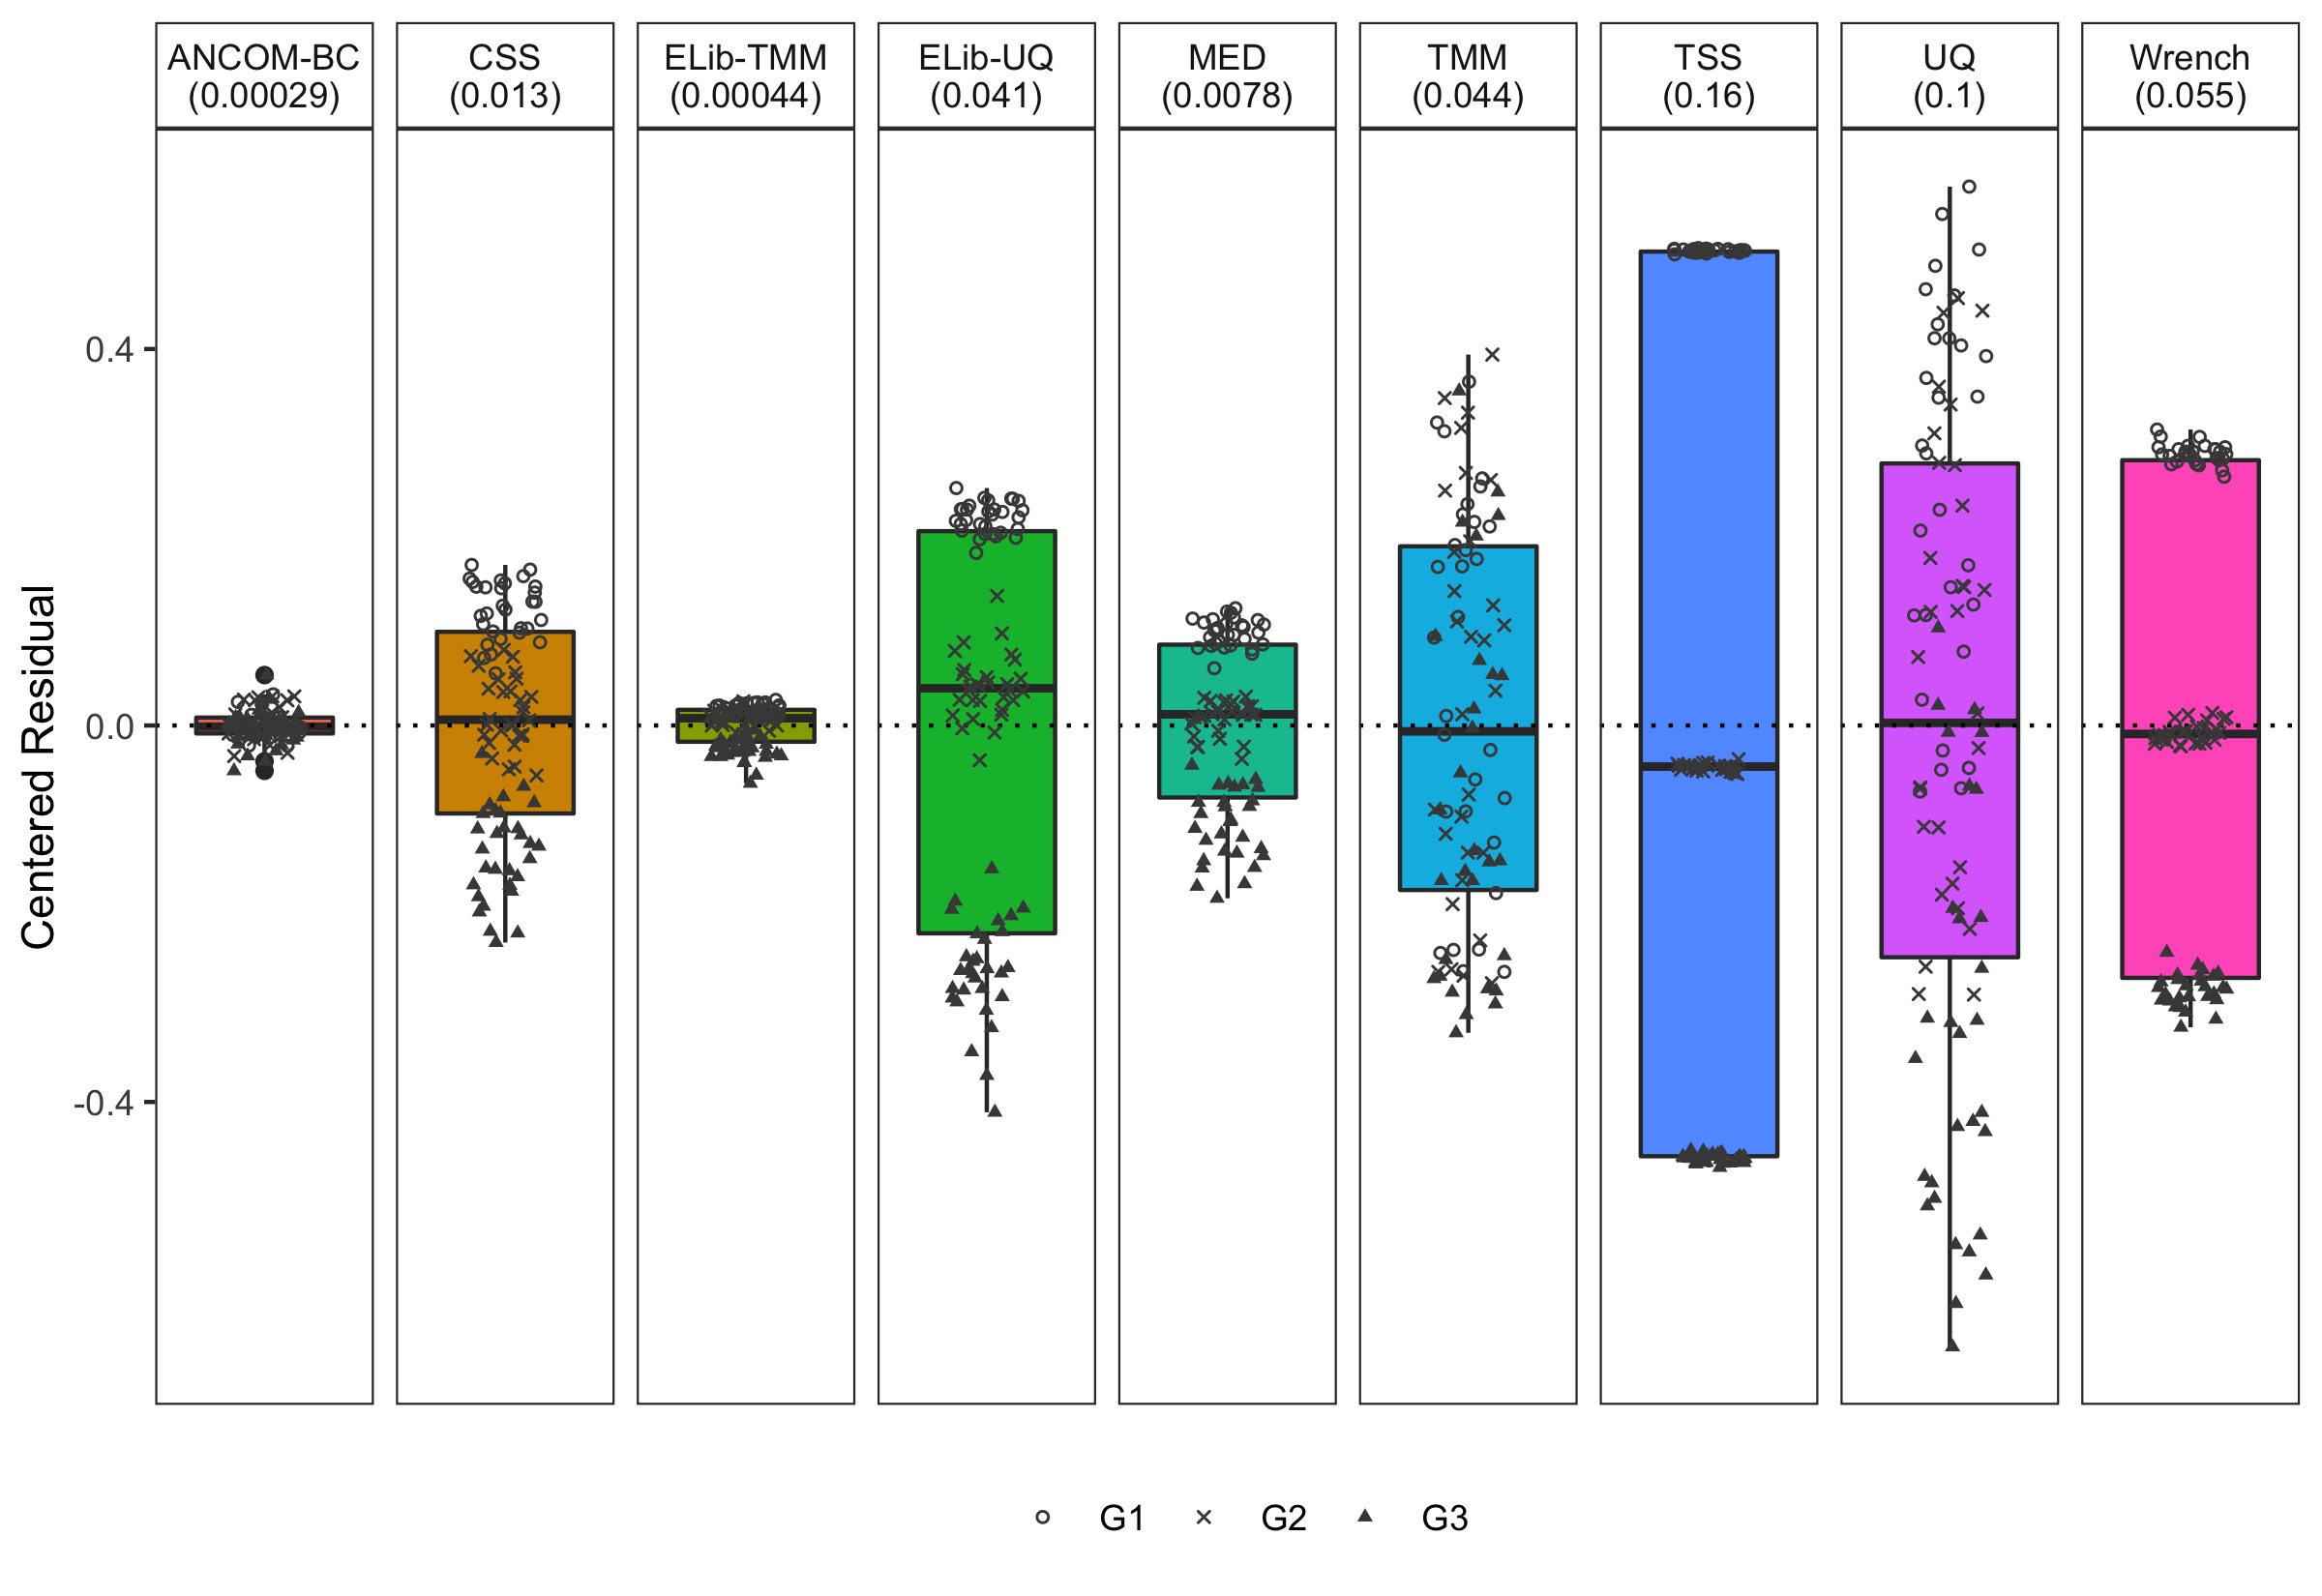 ANCOM-BC
(0.00029)
CSS
(0.013)
ELib-TMM
(0.00044)
ELib-UQ
(0.041)
MED
(0.0078)
TMM
(0.044)
TSS
(0.16)
UQ
(0.1)
Wrench
(0.055)
Centered Residual
0.4
0.0
-0.4
G1
G2
G3